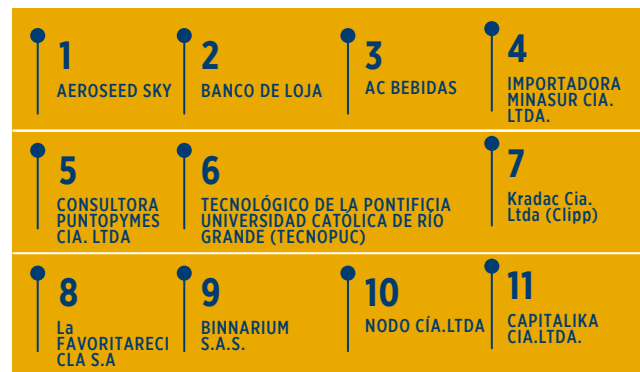 1
AEROSEED SKY
2
BANCO DE LOJA
3
AC BEBIDAS
4
IMPORTADORA
MINASUR CIA.
LTDA.
5
CONSULTORA
PUNTOPYMES
CIA. LTDA
6
TECNOLÓGICO DE LA PONTIFICIA
UNIVERSIDAD CATÓLICA DE RÍO
GRANDE (TECNOPUC)
7
Kradac Cia.
Ltda (Clipp)
8
La
FAVORITARECI
CLA S.A
9
BINNARIUM
S.A.S.
10
NODO CÍA.LTDA
11
CAPITALIKA
CIA.LTDA.